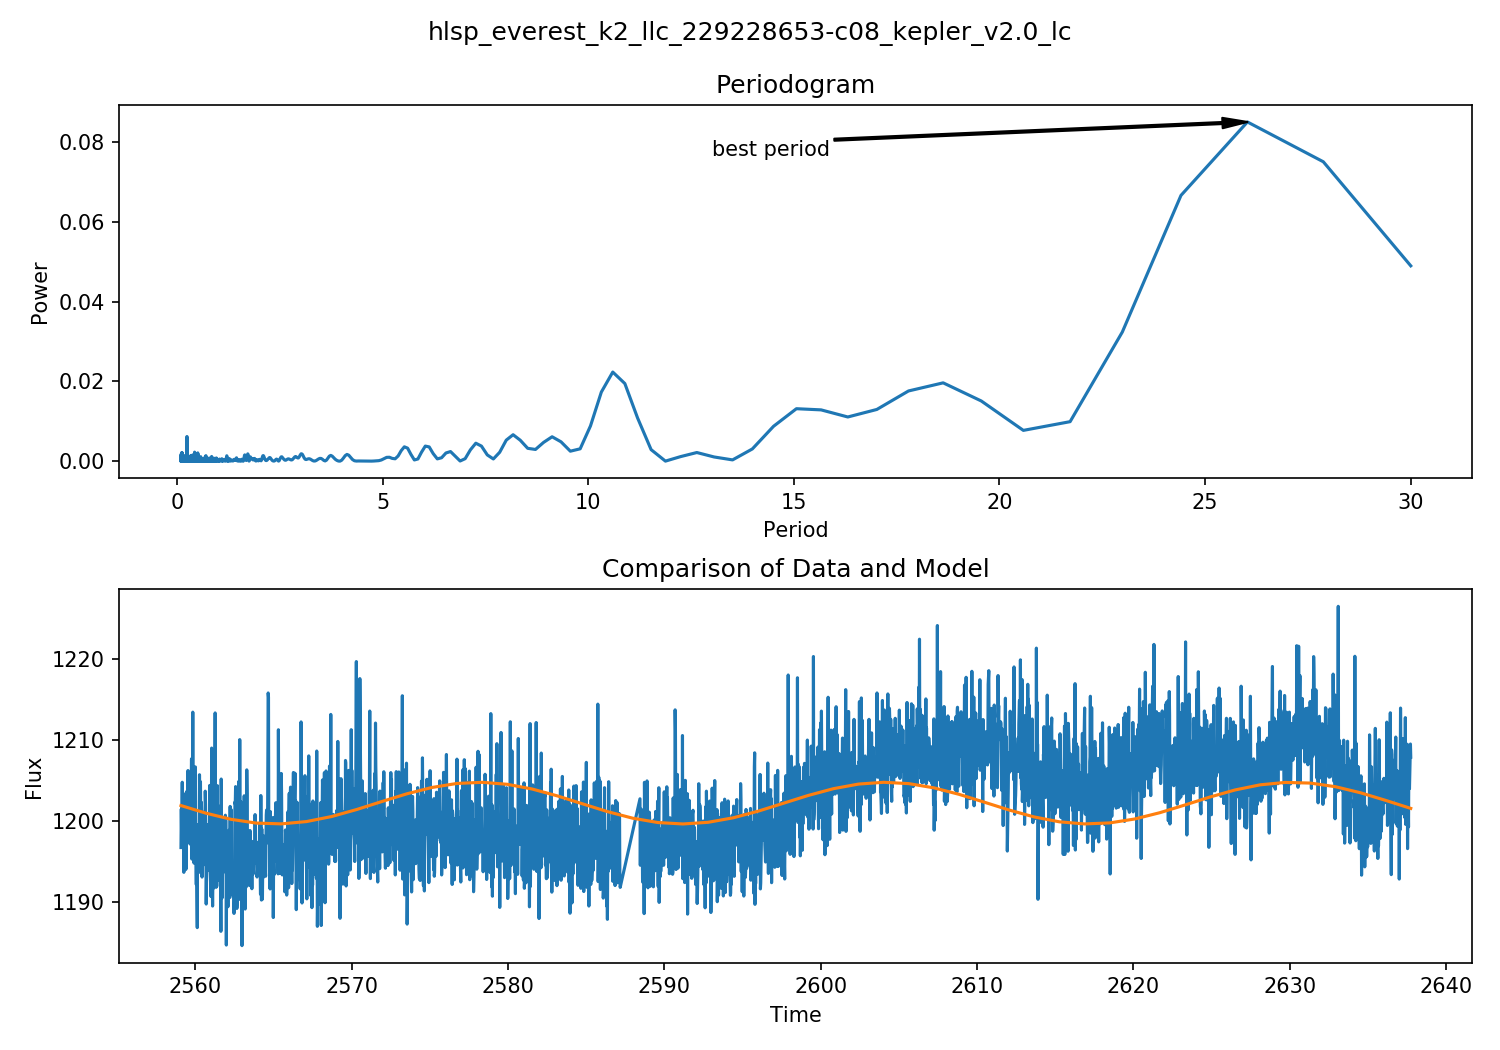 hlsp_everest_k2_llc_229228653-c08_kepler_v2.0_lc
Periodogram
0.08
0.06
0.04
0.02
0.00
Power
best period
0 5 10 15 20 25 30
Period
Comparison of Data and Model
1220
1210
1200
1190
Flux
2560 2570 2580 2590 2600 2610 2620 2630 2640
Time